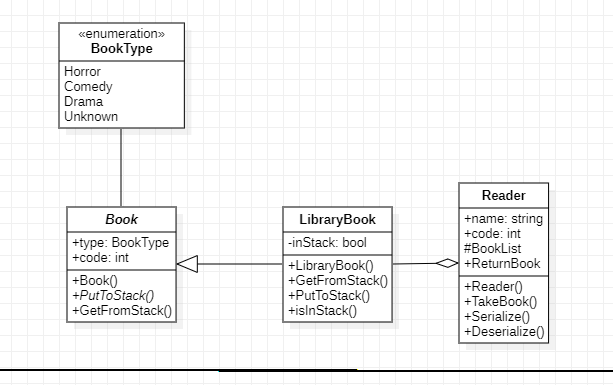 «enumeration»
BookType
Horror
Comedy
Drama
Unknown
Book
+type: BookType
+code: int
+Book()
+PutToStack()
+GetFromStack()
LibraryBook
-inStack: bool
+LibraryBook()
+GetFromStack()
+PutToStack()
+isInStack()
Reader
+name: string
+code: int
#BookList
+ReturnBook
+Reader()
+TakeBook()
+Serialize()
+Deserialize()